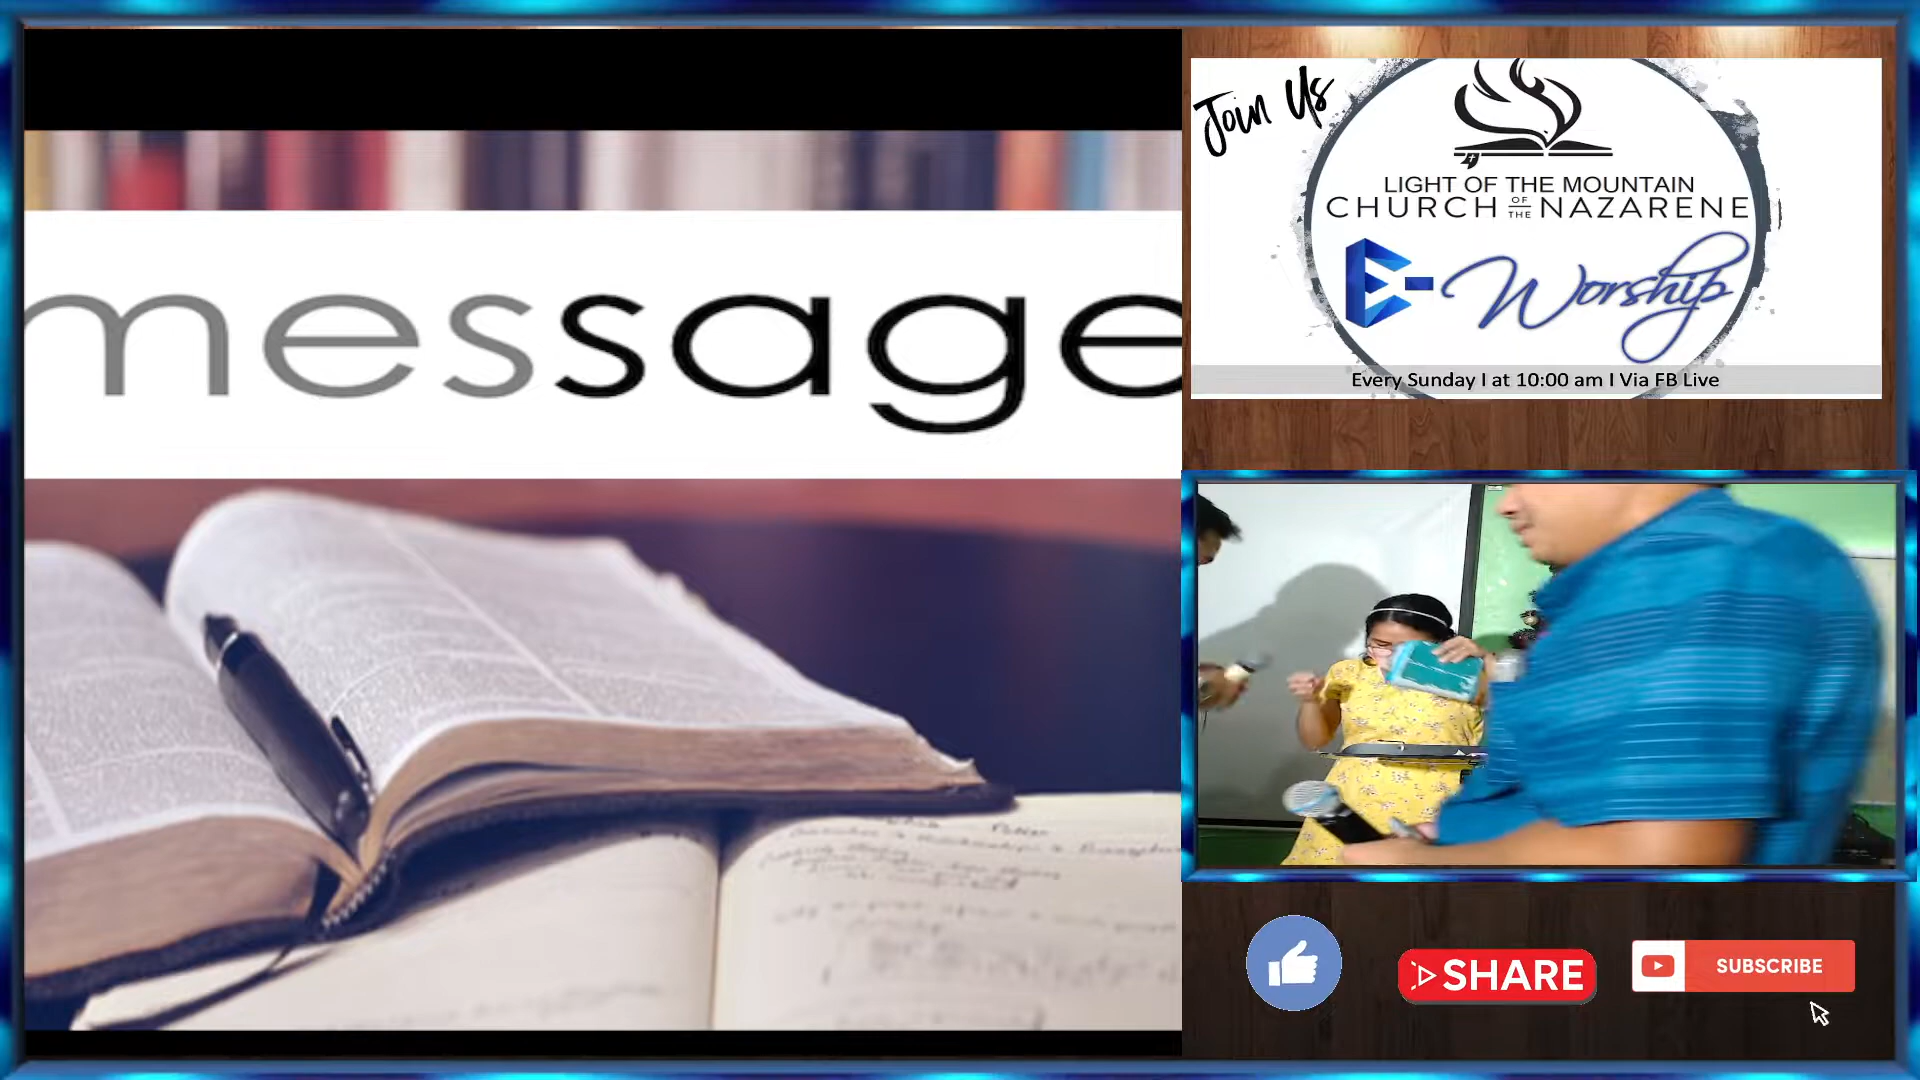 message
Join Us
LIGHT OF THE MOUNTAIN
CHURCH OF THE NAZARENE
E-Worship
Every Sunday I at 10:00 am I Via FB Live
SHARE
SUBSCRIBE